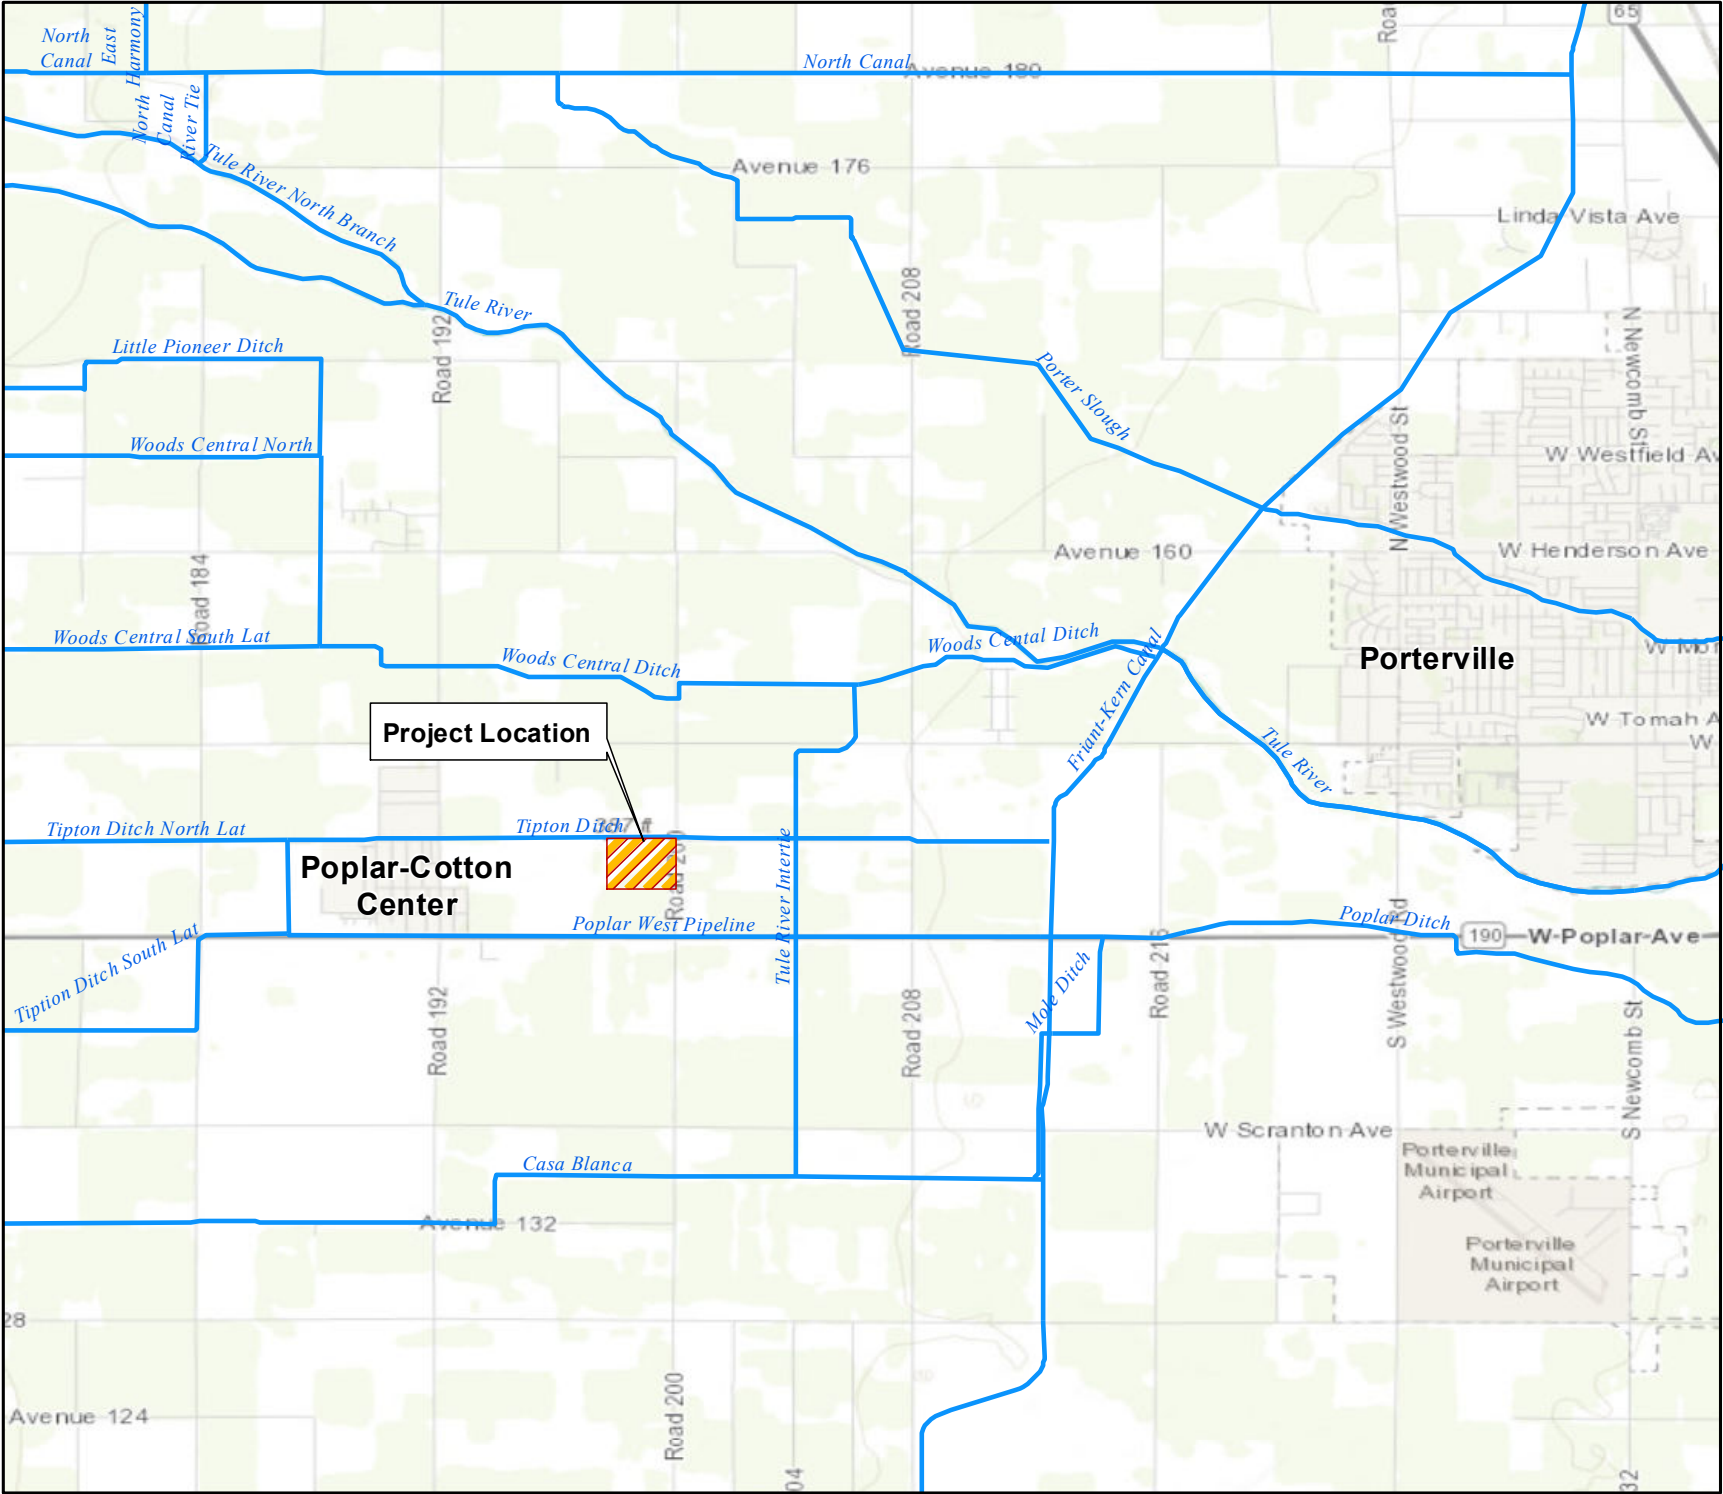 North
Canal
East
Harmony
North
Canal
River Tie
North Canal
Avenue 180
65
Avenue 176
Linda Vista Ave
Tule River North Branch
Tule River
Road 192
Road 208
N Newcomb St
Little Pioneer Ditch
Porter Slough
Woods Central North
N Westwood St
W Westfield Av
Avenue 160
W Henderson Ave
Road 184
Woods Central South Lat
Woods Central Ditch
Woods Cental Ditch
Friant-Kern Canal
Porterville
W Mor
W Tomah A
W
Project Location
Tule River
Tipton Ditch North Lat
Tipton Ditch
Poplar-Cotton
Center
Tule River Intertie
Poplar West Pipeline
Poplar Ditch
190
W-Poplar-Ave
Tiption Ditch South Lat
Mole Ditch
Road 192
Road 208
Road 216
S Westwood Rd
S Newcomb St
W Scranton Ave
Porterville
Municipal
Airport
Casa Blanca
Avenue 132
Porterville
Municipal
Airport
28
Avenue 124
Road 200
04
32